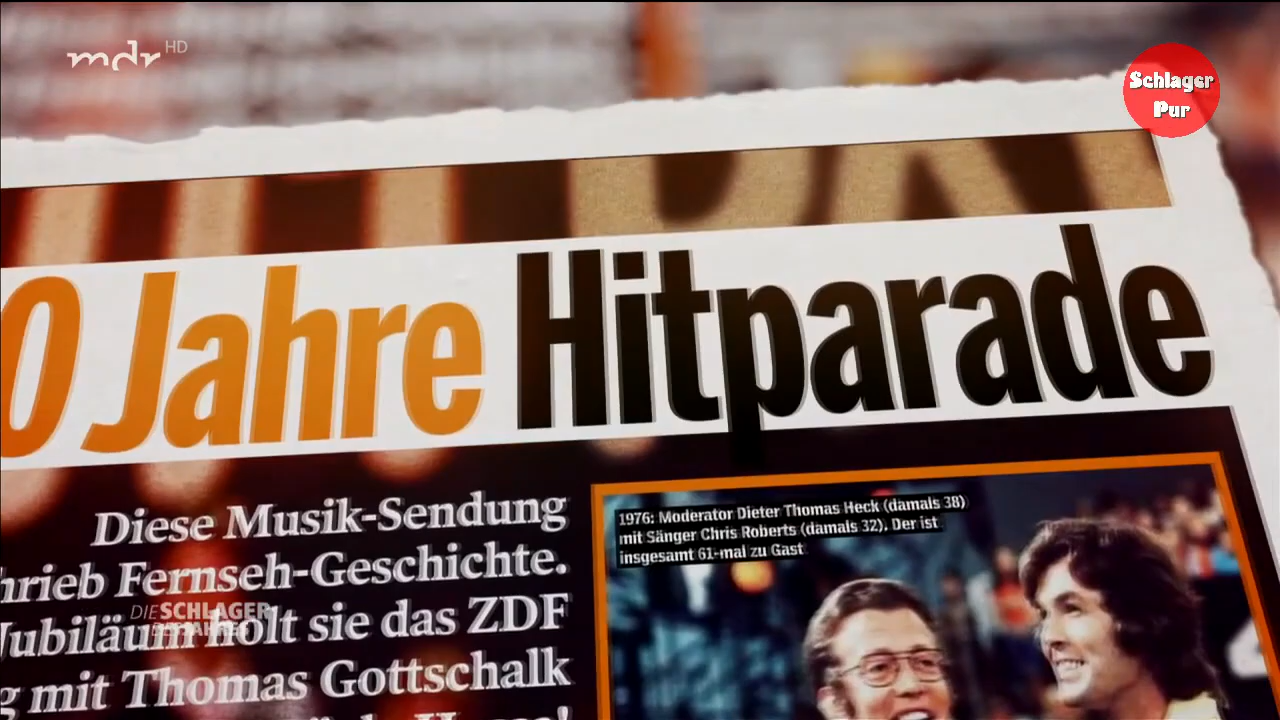 mdr HD
Schlager
Pur
0 Jahre Hitparade
Diese Musik-Sendung
hrieb Fernseh-Geschichte.
Jubiläum holt sie das ZDF
g mit Thomas Gottschalk
1976: Moderator Dieter Thomas Heck (damals 38)
mit Sänger Chris Roberts (damals 32). Der ist
insgesamt 61-mal zu Gast
DIE SCHLAGER